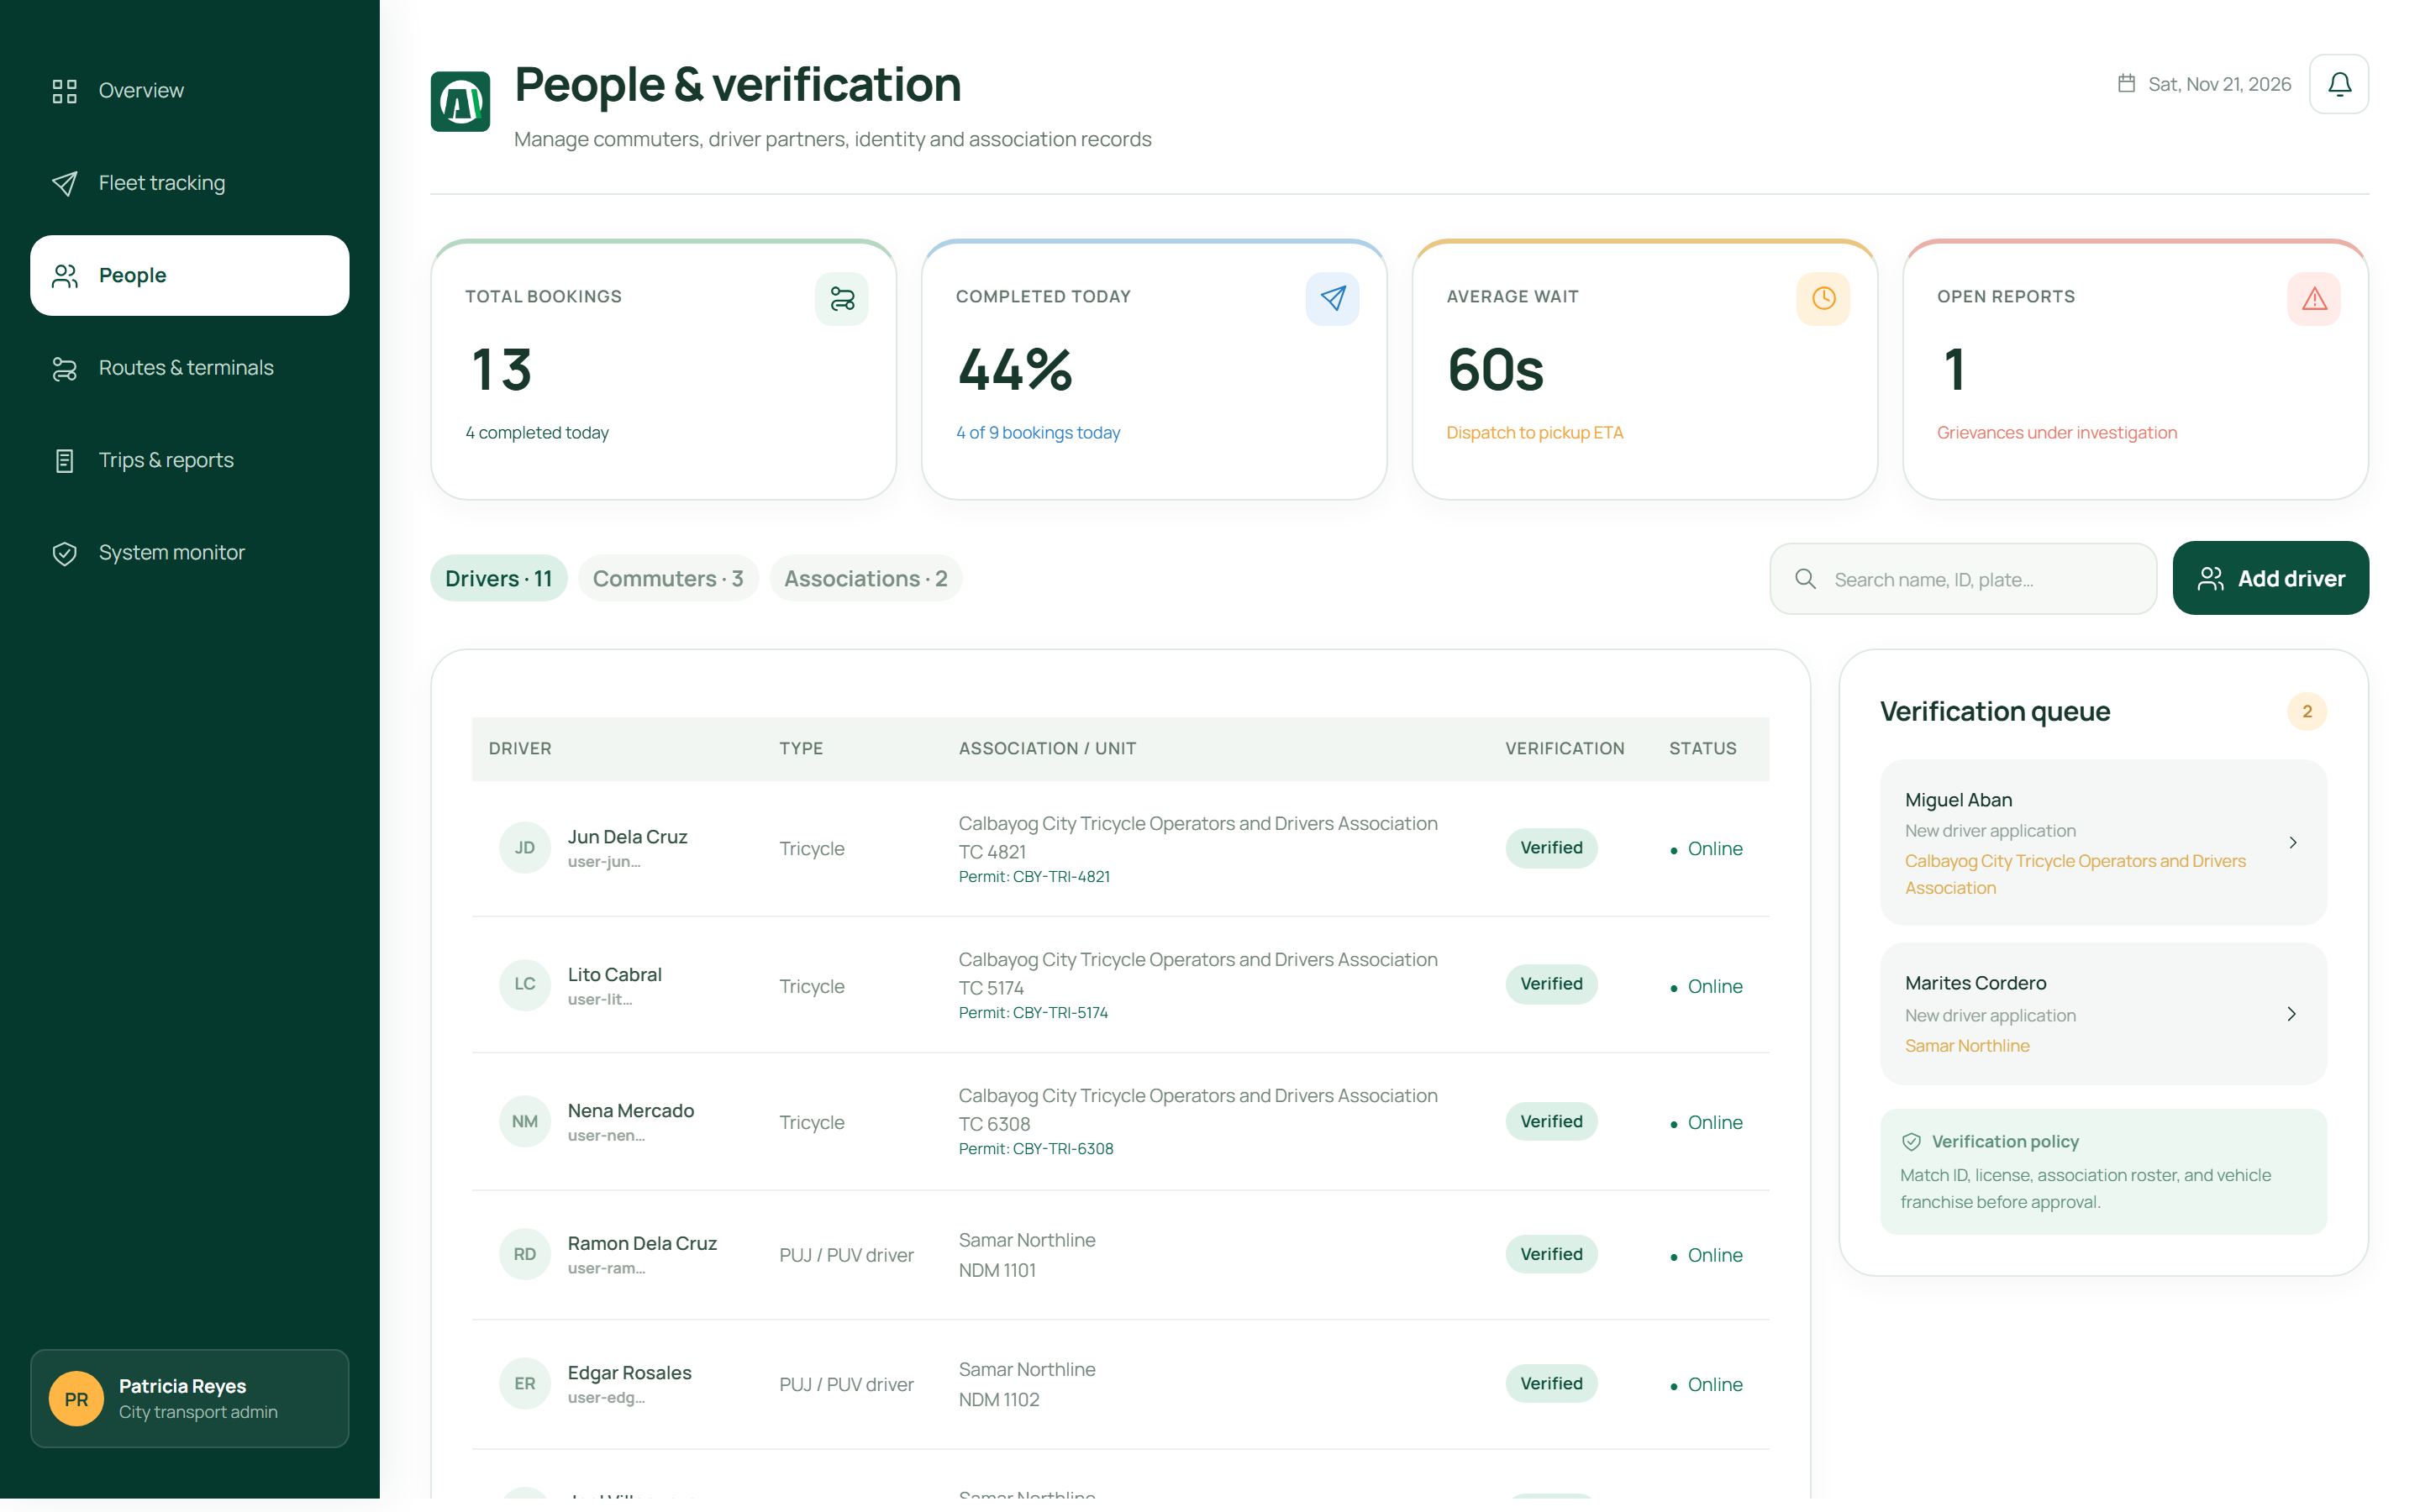 Overview
Fleet tracking
People
Routes & terminals
Trips & reports
System monitor
PR
Patricia Reyes
City transport admin
People & verification
Manage commuters, driver partners, identity and association records
Sat, Nov 21, 2026
TOTAL BOOKINGS
13
4 completed today
COMPLETED TODAY
44%
4 of 9 bookings today
AVERAGE WAIT
60s
Dispatch to pickup ETA
OPEN REPORTS
1
Grievances under investigation
Drivers · 11
Commuters · 3
Associations · 2
Search name, ID, plate...
Add driver
DRIVER TYPE ASSOCIATION / UNIT VERIFICATION STATUS
JD
Jun Dela Cruz
user-jun...
Tricycle
Calbayog City Tricycle Operators and Drivers Association
TC 4821
Permit: CBY-TRI-4821
Verified
• Online
LC
Lito Cabral
user-lit...
Tricycle
Calbayog City Tricycle Operators and Drivers Association
TC 5174
Permit: CBY-TRI-5174
Verified
• Online
NM
Nena Mercado
user-nen...
Tricycle
Calbayog City Tricycle Operators and Drivers Association
TC 6308
Permit: CBY-TRI-6308
Verified
• Online
RD
Ramon Dela Cruz
user-ram...
PUJ / PUV driver
Samar Northline
NDM 1101
Verified
• Online
ER
Edgar Rosales
user-edg...
PUJ / PUV driver
Samar Northline
NDM 1102
Verified
• Online
Samar Northline
Verification queue
2
Miguel Aban
New driver application
Calbayog City Tricycle Operators and Drivers
Association
Marites Cordero
New driver application
Samar Northline
Verification policy
Match ID, license, association roster, and vehicle
franchise before approval.